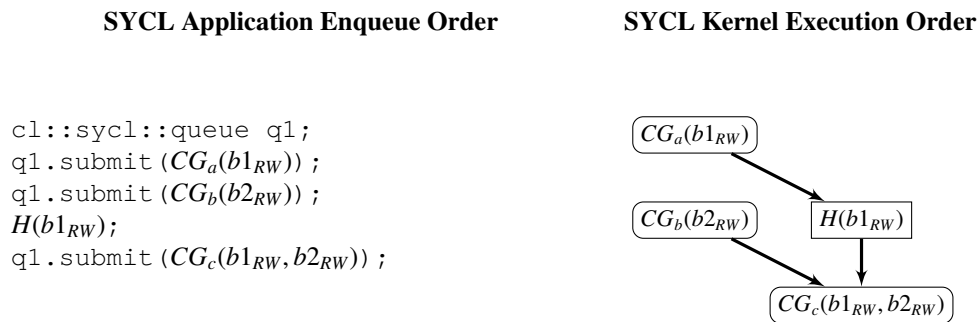 SYCL Application Enqueue Order
SYCL Kernel Execution Order
cl::sycl::queue q1;
q1.submit(CGa(b1RW));
q1.submit(CGb(b2RW));
H(b1RW);
q1.submit(CGc(b1RW, b2RW));
CGa(b1RW)
CGb(b2RW)
H(b1RW)
CGc(b1RW, b2RW)